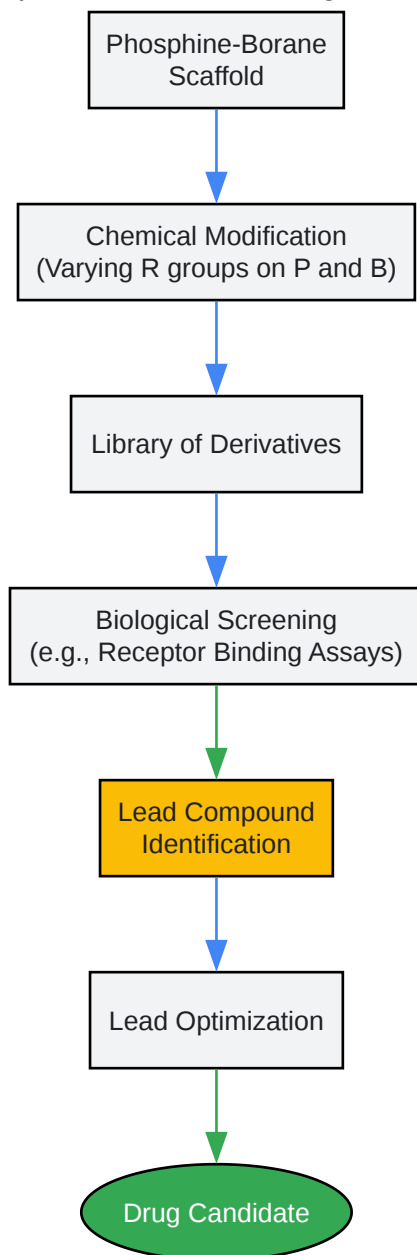 Phosphine-Borane
Scaffold
Chemical Modification
(Varying R groups on P and B)
Library of Derivatives
Biological Screening
(e.g., Receptor Binding Assays)
Lead Compound
Identification
Lead Optimization
Drug Candidate